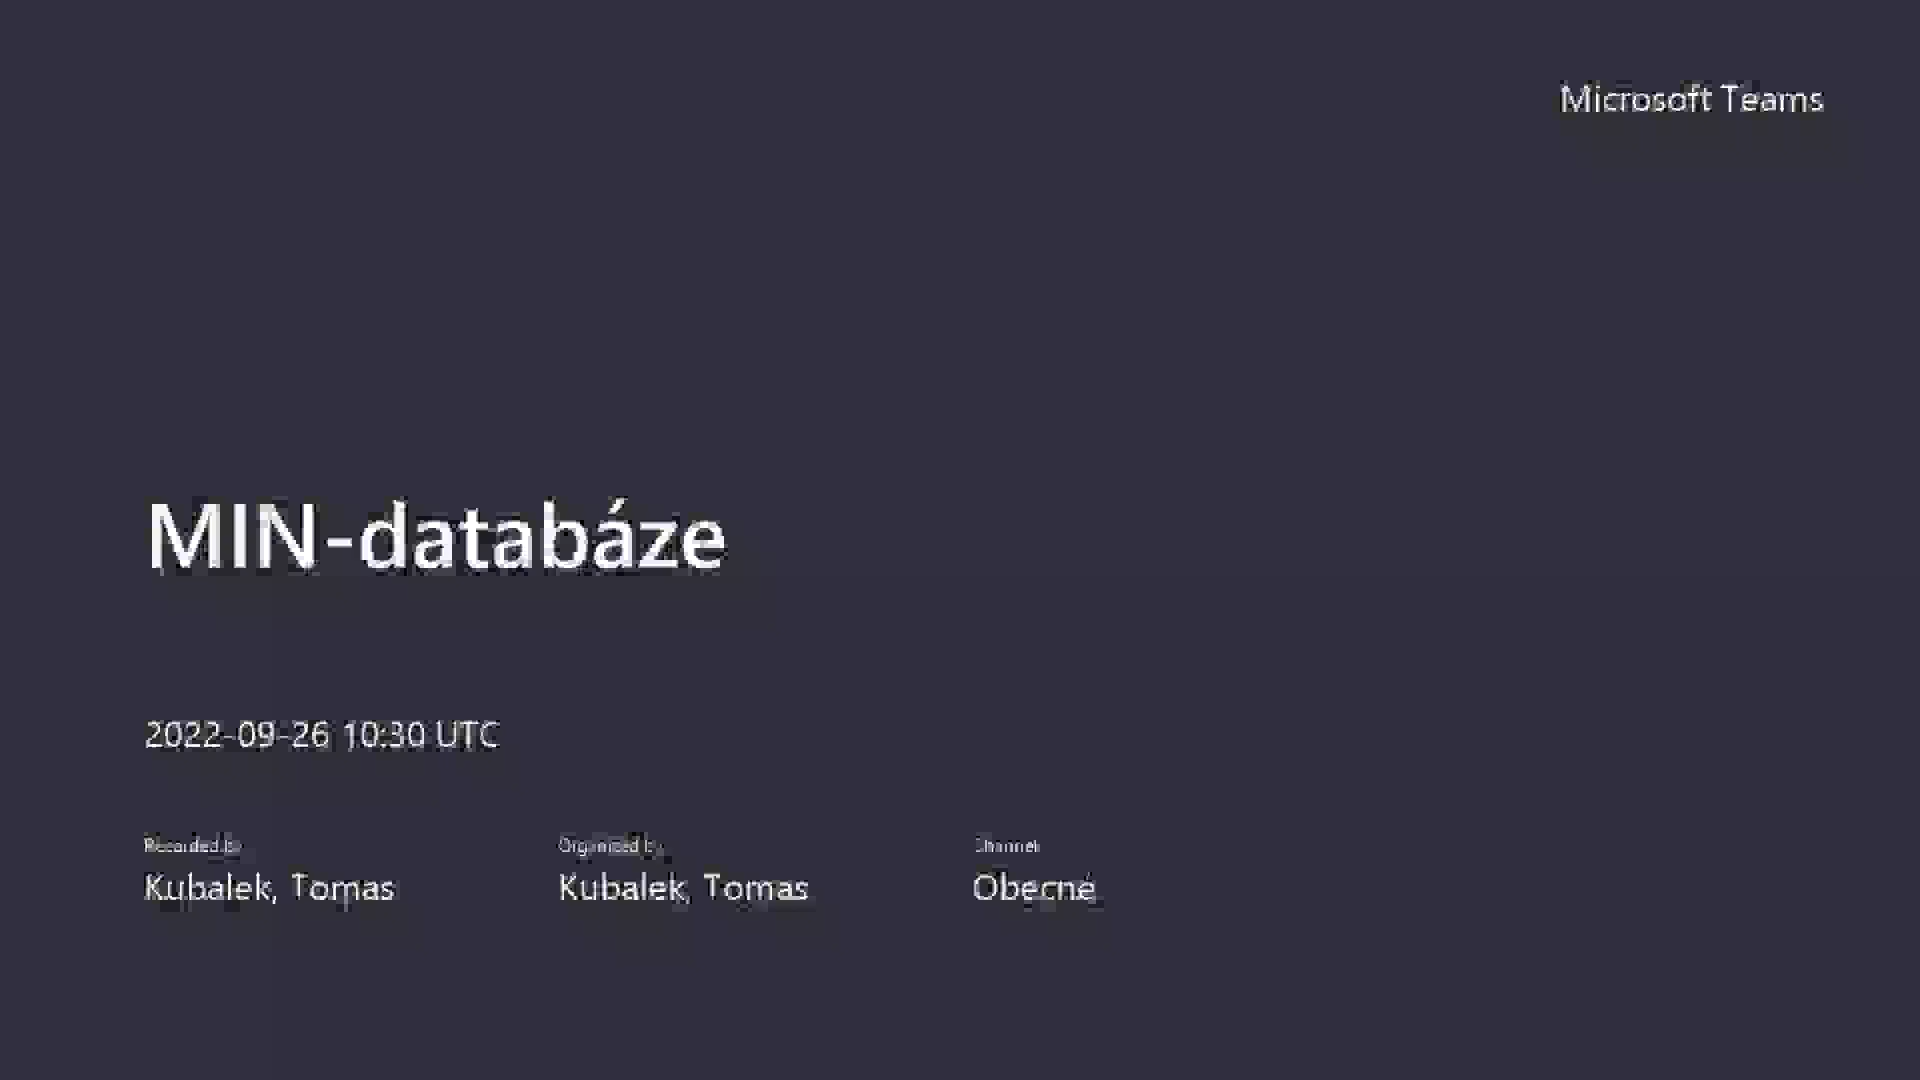 Microsoft Teams
MIN-databáze
2022-09-26 10:30 UTC
Recorded by Organized by Channel
Kubalek, Tomas Kubalek, Tomas Obecné